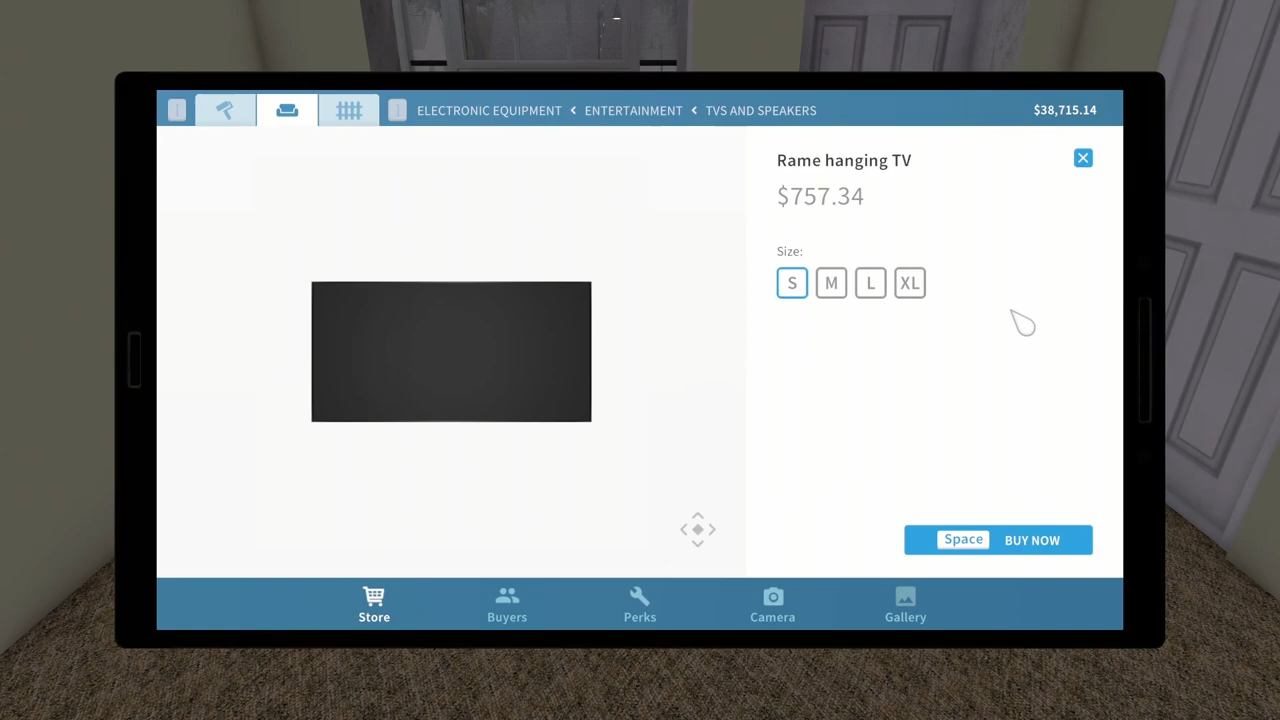 ELECTRONIC EQUIPMENT < ENTERTAINMENT < TVS AND SPEAKERS
$38,715.14
Rame hanging TV
$757.34
Size:
S M L XL
Space BUY NOW
Store Buyers Perks Camera Gallery